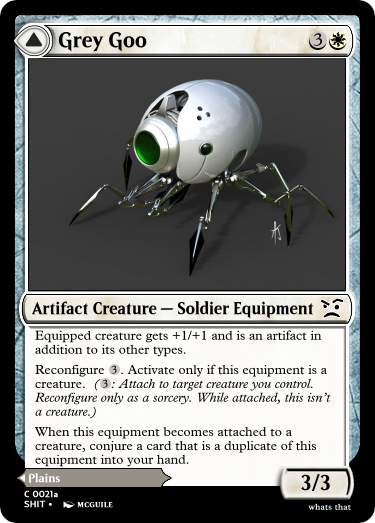 Grey Goo
3
Artifact Creature — Soldier Equipment
Equipped creature gets +1/+1 and is an artifact in
addition to its other types.
Reconfigure 3. Activate only if this equipment is a
creature. (3: Attach to target creature you control.
Reconfigure only as a sorcery. While attached, this isn't
a creature.)
When this equipment becomes attached to a
creature, conjure a card that is a duplicate of this
equipment into your hand.
Plains
3/3
C 0021a
SHIT • MCGUILE
whats that